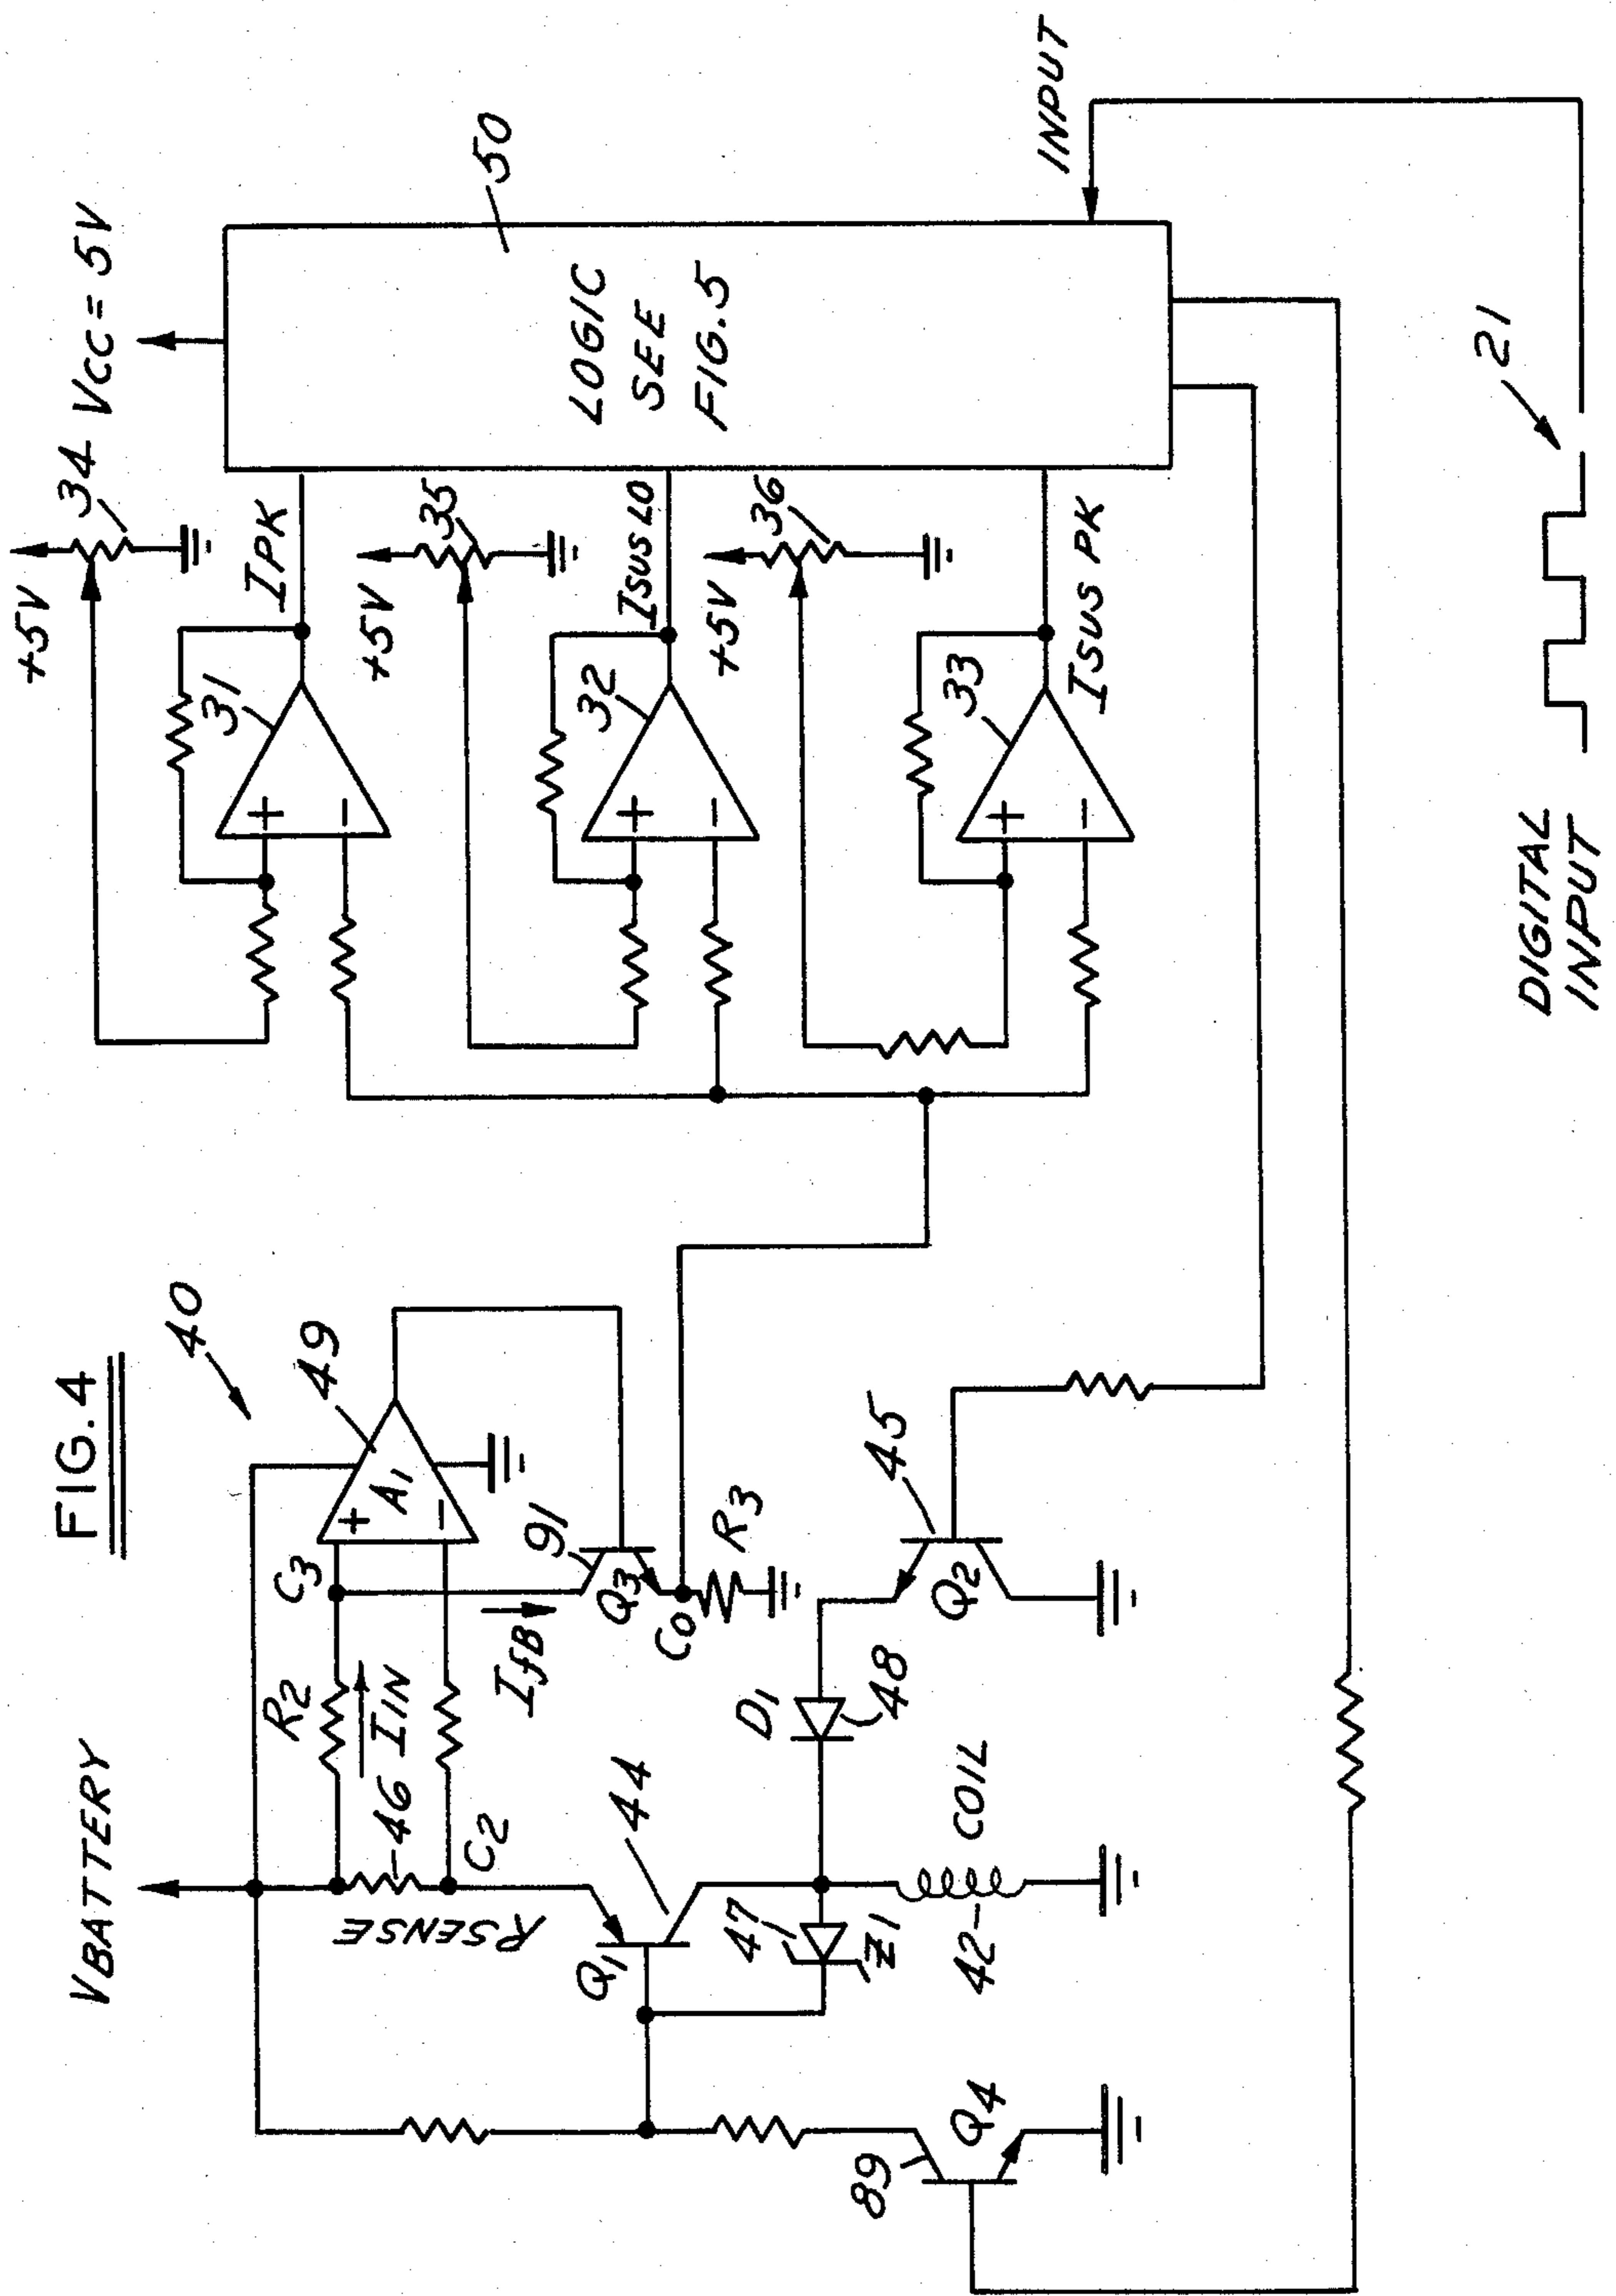 FIG.4
40
VBATTERY
R2
46
IIN
C3
+
A1
-
49
C2
RSENSE
IfB
91
Q3
C0
R3
Q1
44
47
Z1
42
COIL
D1
48
45
Q2
89
Q4
+5V
34
VCC=5V
31
+
-
IPK
+5V
35
32
+
-
ISUS LO
+5V
36
33
+
-
ISUS PK
50
LOGIC
SEE
FIG.5
INPUT
21
DIGITAL
INPUT